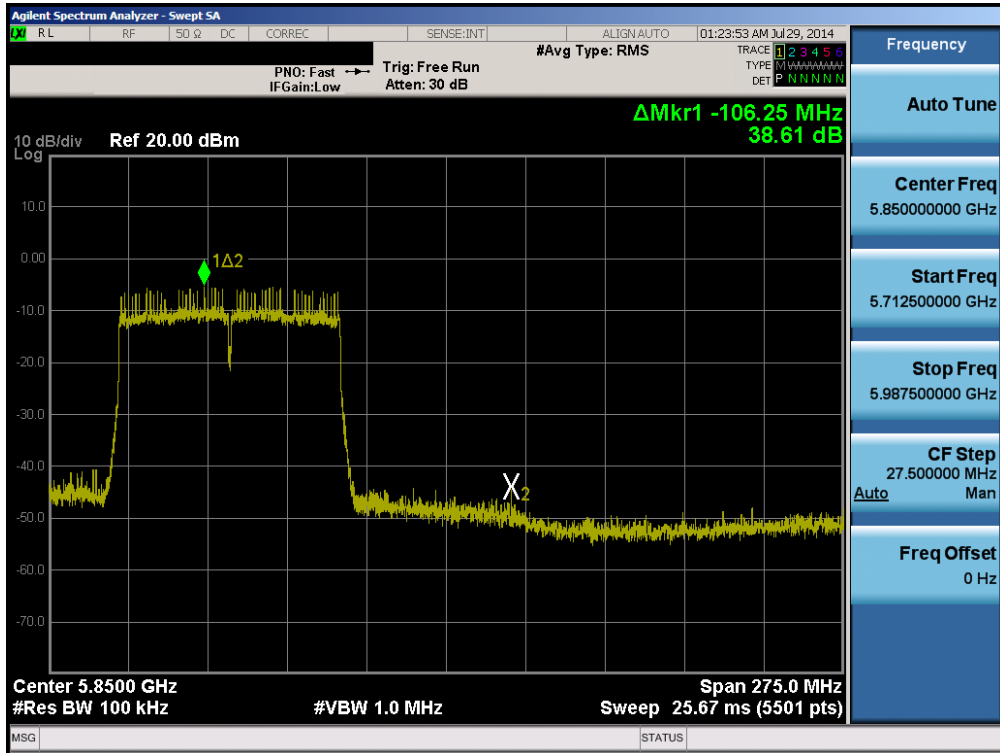 Agilent Spectrum Analyzer - Swept SA
LXI RL RF 50 Ω DC CORREC SENSE:INT ALIGN AUTO 01:23:53 AM Jul 29, 2014
Frequency
#Avg Type: RMS
TRACE 1 2 3 4 5 6
PNO: Fast Trig: Free Run
TYPE M WWWWW
IFGain:Low Atten: 30 dB
DET P N N N N N
Auto Tune
ΔMkr1 -106.25 MHz
38.61 dB
10 dB/div Ref 20.00 dBm
Log
Center Freq
5.850000000 GHz
10.0
0.00
1Δ2
Start Freq
5.712500000 GHz
-10.0
-20.0
Stop Freq
5.987500000 GHz
-30.0
-40.0
CF Step
27.500000 MHz
Auto Man
X2
-50.0
Freq Offset
0 Hz
-60.0
-70.0
Center 5.8500 GHz Span 275.0 MHz
#Res BW 100 kHz #VBW 1.0 MHz Sweep 25.67 ms (5501 pts)
MSG STATUS